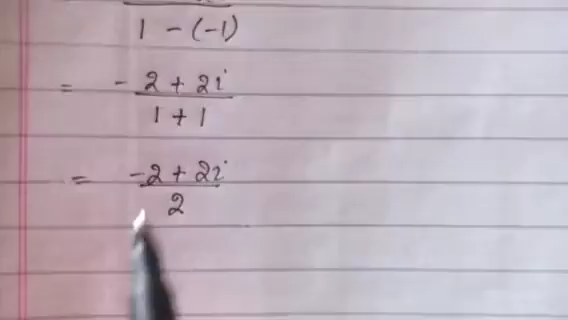 1 - (-1)
= -2 + 2i
1 + 1
= -2 + 2i
2